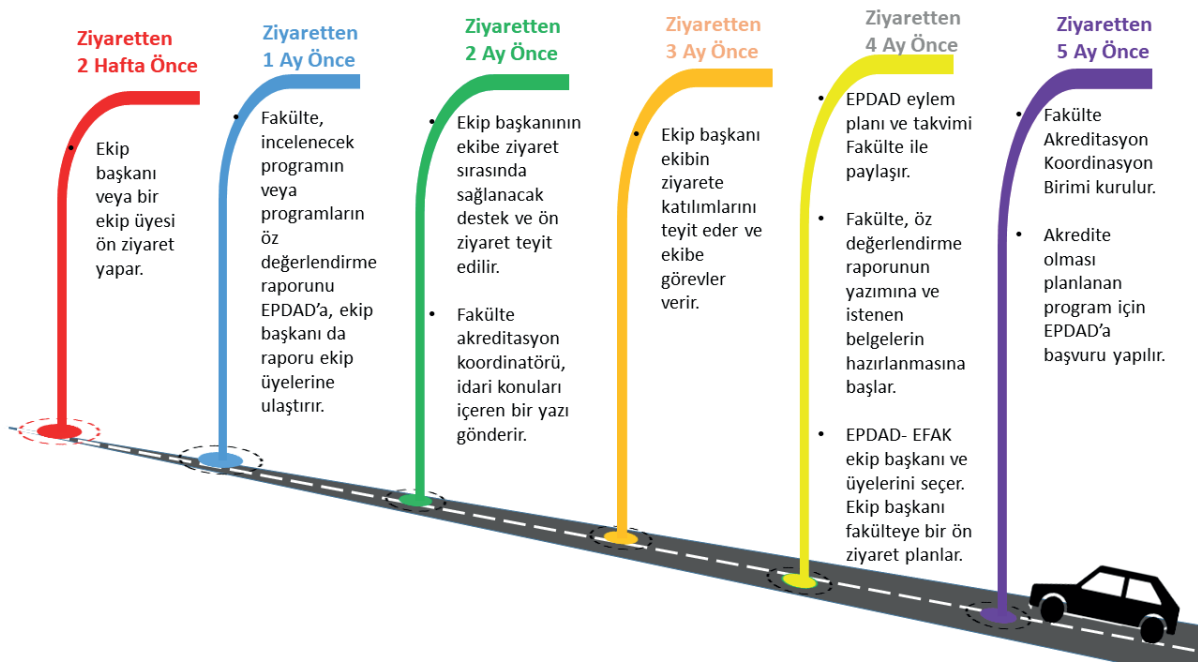 Ziyaretten
2 Hafta Önce
• Ekip
başkanı
veya bir
ekip üyesi
ön ziyaret
yapar.
Ziyaretten
1 Ay Önce
• Fakülte,
incelenecek
programın
veya
programların
öz
değerlendirme
raporunu
EPDAD’a, ekip
başkanı da
raporu ekip
üyelerine
ulaştırır.
Ziyaretten
2 Ay Önce
• Ekip başkanının
ekibe ziyaret
sırasında
sağlanacak
destek ve ön
ziyaret teyit
edilir.
• Fakülte
akreditasyon
koordinatörü,
idari konuları
içeren bir yazı
gönderir.
Ziyaretten
3 Ay Önce
• Ekip başkanı
ekibin
ziyarete
katılımlarını
teyit eder ve
ekibe
görevler
verir.
Ziyaretten
4 Ay Önce
• EPDAD eylem
planı ve takvimi
Fakülte ile
paylaşır.
• Fakülte, öz
değerlendirme
raporunun
yazımına ve
istenen
belgelerin
hazırlanmasına
başlar.
• EPDAD- EFAK
ekip başkanı ve
üyelerini seçer.
Ekip başkanı
fakülteye bir ön
ziyaret planlar.
Ziyaretten
5 Ay Önce
• Fakülte
Akreditasyon
Koordinasyon
Birimi kurulur.
• Akredite
olması
planlanan
program için
EPDAD’a
başvuru yapılır.